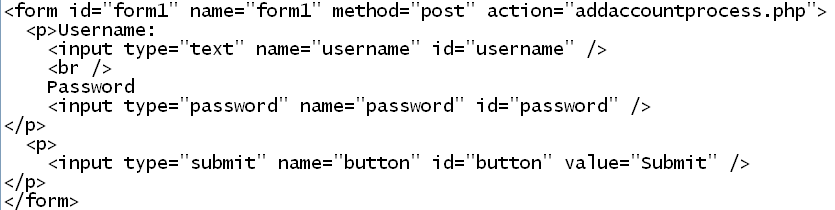 <form id="form1" name="form1" method="post" action="addaccountprocess.php">
  <p>Username:
    <input type="text" name="username" id="username" />
    <br />
    Password
    <input type="password" name="password" id="password" />
</p>
  <p>
    <input type="submit" name="button" id="button" value="Submit" />
</p>
</form>